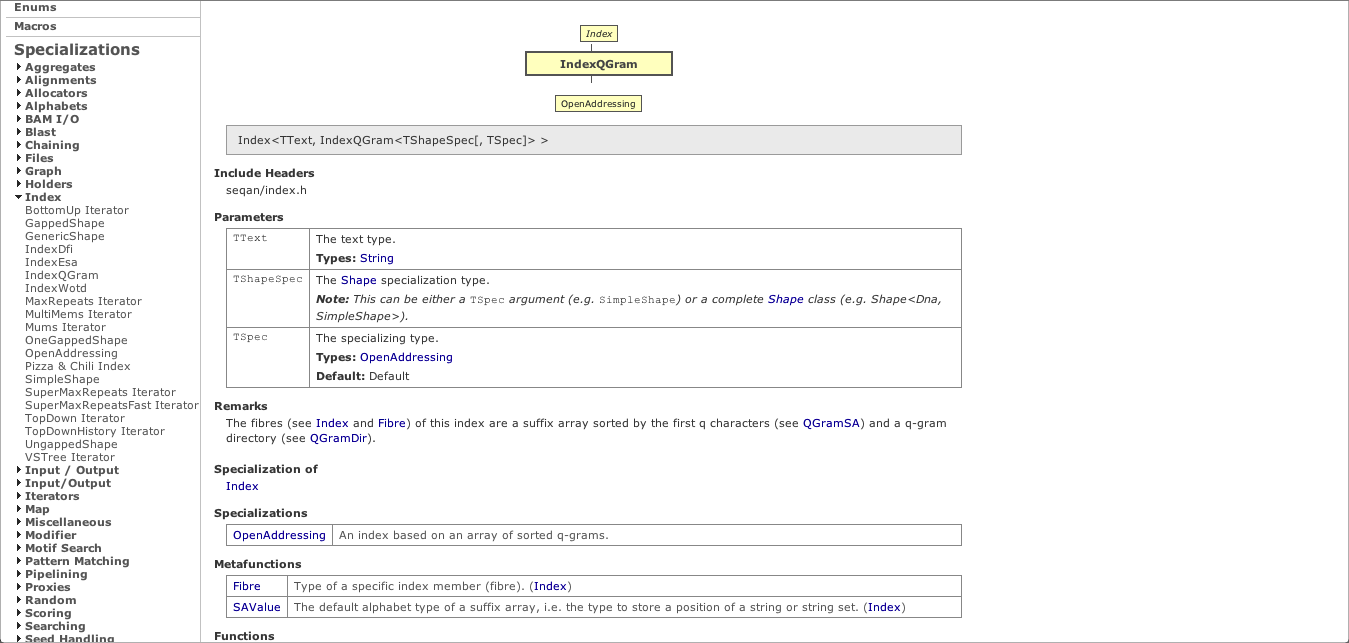 Enums
Macros
Specializations
Aggregates
Alignments
Allocators
Alphabets
BAM I/O
Blast
Chaining
Files
Graph
Holders
Index
BottomUp Iterator
GappedShape
GenericShape
IndexDfi
IndexEsa
IndexQGram
IndexWotd
MaxRepeats Iterator
MultiMems Iterator
Mums Iterator
OneGappedShape
OpenAddressing
Pizza & Chili Index
SimpleShape
SuperMaxRepeats Iterator
SuperMaxRepeatsFast Iterator
TopDown Iterator
TopDownHistory Iterator
UngappedShape
VSTree Iterator
Input / Output
Input/Output
Iterators
Map
Miscellaneous
Modifier
Motif Search
Pattern Matching
Pipelining
Proxies
Random
Scoring
Searching
Seed Handling
Index
IndexQGram
OpenAddressing
Index<TText, IndexQGram<TShapeSpec[, TSpec]> >
Include Headers
seqan/index.h
Parameters
TText
The text type.
Types: String
TShapeSpec
The Shape specialization type.
Note: This can be either a TSpec argument (e.g. SimpleShape) or a complete Shape class (e.g. Shape<Dna,
SimpleShape>).
TSpec
The specializing type.
Types: OpenAddressing
Default: Default
Remarks
The fibres (see Index and Fibre) of this index are a suffix array sorted by the first q characters (see QGramSA) and a q-gram
directory (see QGramDir).
Specialization of
Index
Specializations
OpenAddressing An index based on an array of sorted q-grams.
Metafunctions
Fibre Type of a specific index member (fibre). (Index)
SAValue The default alphabet type of a suffix array, i.e. the type to store a position of a string or string set. (Index)
Functions